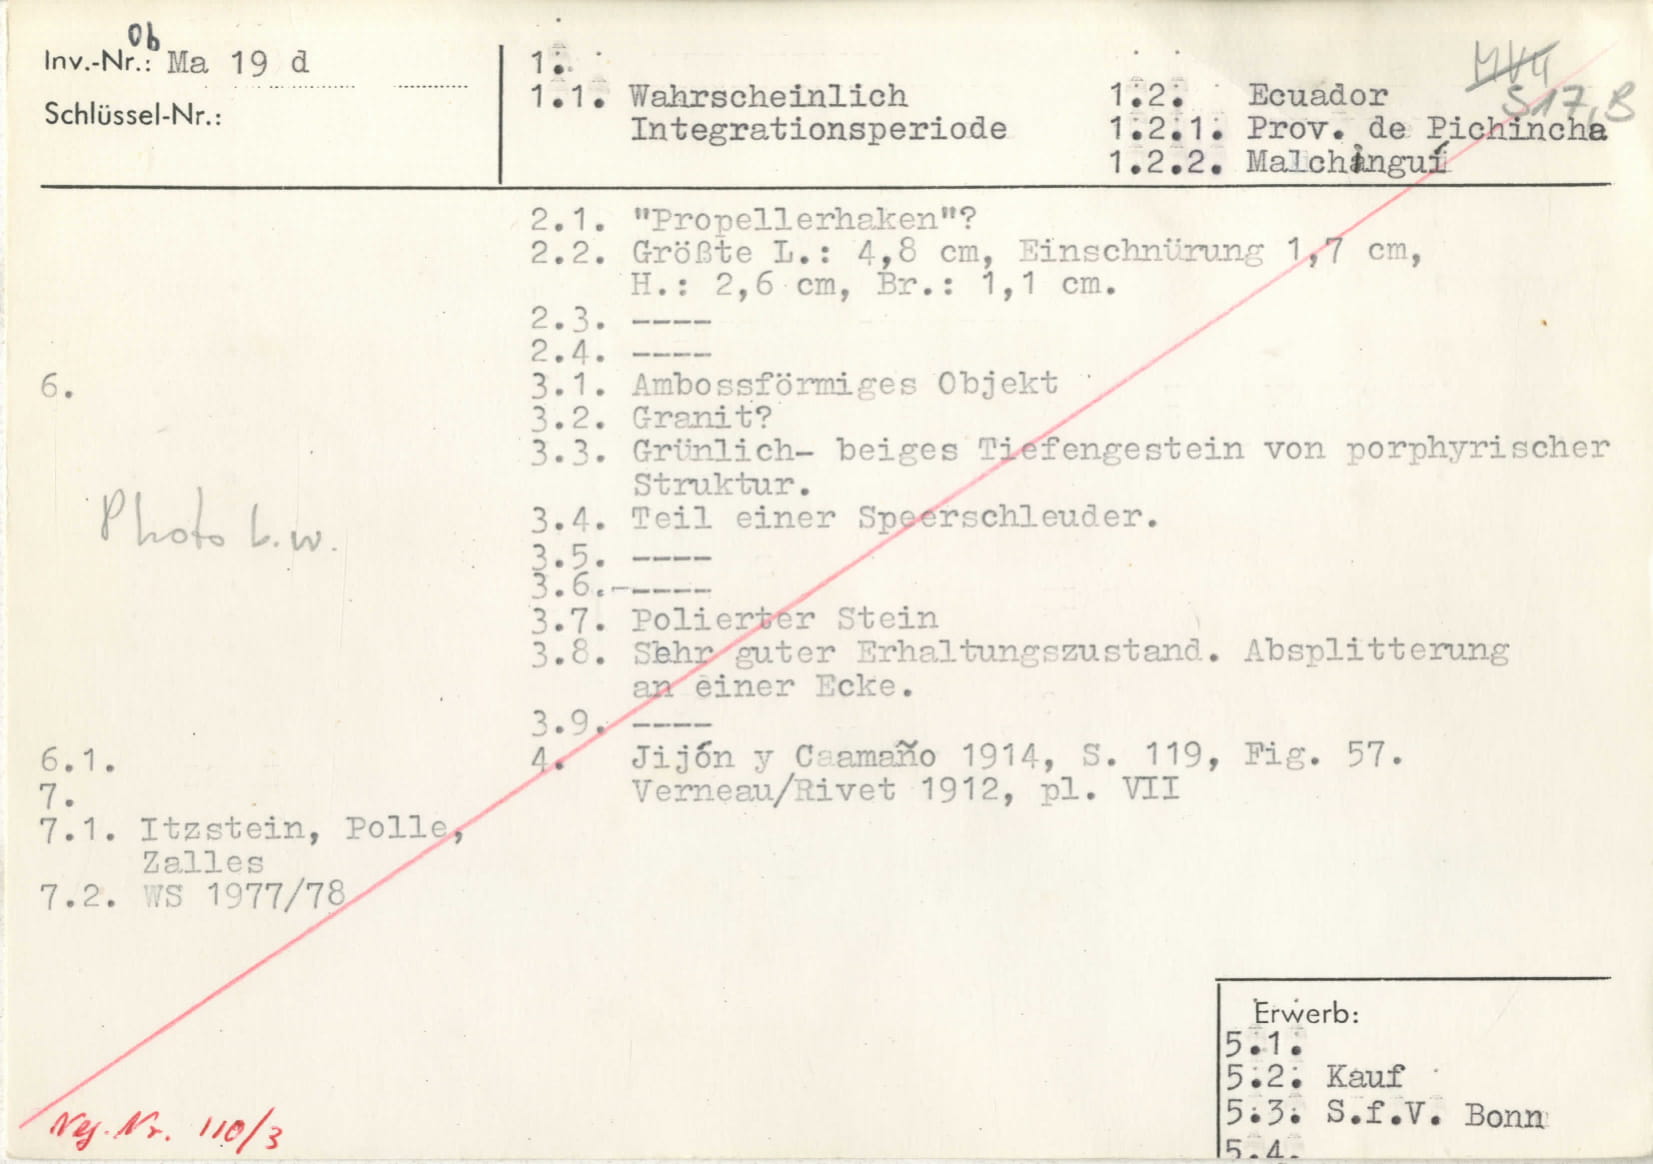 Ob
Inv.-Nr.: Ma 19 d
Schlüssel-Nr.:
1.
1.1. Wahrscheinlich
Integrationsperiode
1.2. Ecuador
1.2.1. Prov. de Pichincha
1.2.2. Malchinguí
S17,B
2.1. "Propellerhaken"?
2.2. Größte L.: 4,8 cm, Einschnürung 1,7 cm,
H.: 2,6 cm, Br.: 1,1 cm.
2.3. ----
2.4. ----
6.
3.1. Ambossförmiges Objekt
3.2. Granit?
3.3. Grünlich- beiges Tiefengestein von porphyrischer
Struktur.
Photo b.w.
3.4. Teil einer Speerschleuder.
3.5. ----
3.6.-----
3.7. Polierter Stein
3.8. Sehr guter Erhaltungszustand. Absplitterung
an einer Ecke.
3.9. ----
4. Jijón y Caamaño 1914, S. 119, Fig. 57.
Verneau/Rivet 1912, pl. VII
6.1.
7.
7.1. Itzstein, Polle,
Zalles
7.2. WS 1977/78
Erwerb:
5.1.
5.2. Kauf
5.3. S.f.V. Bonn
5.4.
Neg. Nr. 110/3